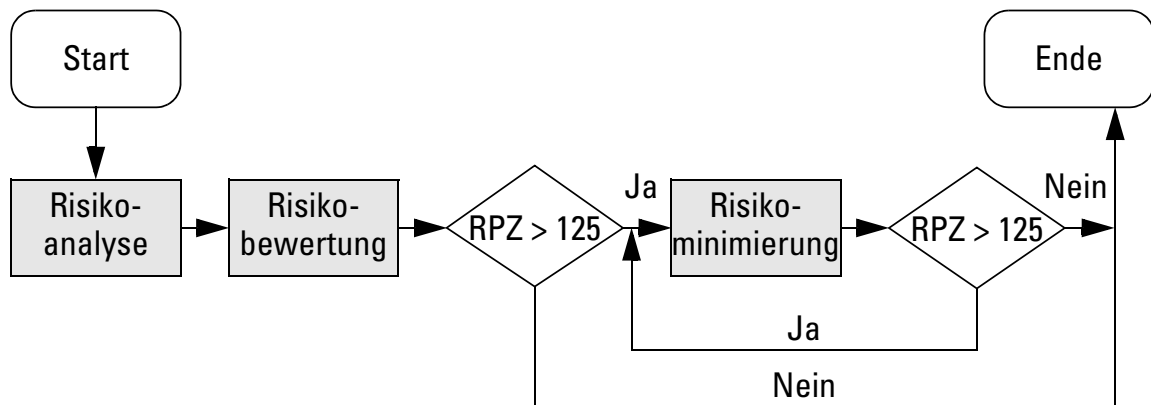 Start
Ende
Risiko-
analyse
Risiko-
bewertung
RPZ > 125
Ja
Risiko-
minimierung
RPZ > 125
Nein
Ja
Nein